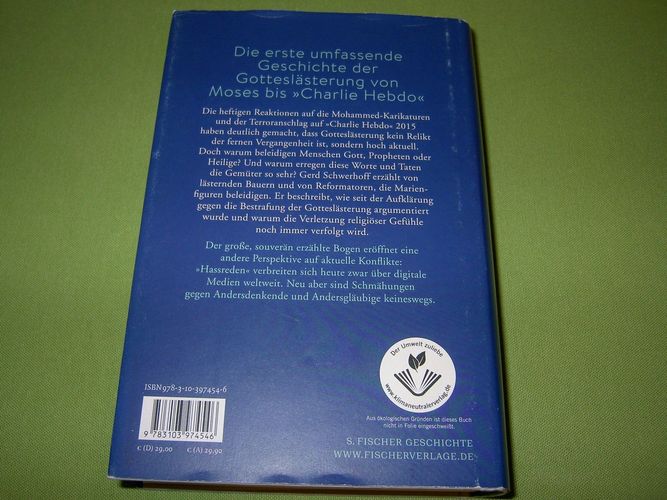 Die erste umfassende
Geschichte der
Gotteslästerung von
Moses bis »Charlie Hebdo«
Die heftigen Reaktionen auf die Mohammed-Karikaturen
und der Terroranschlag auf »Charlie Hebdo« 2015
haben deutlich gemacht, dass Gotteslästerung kein Relikt
der fernen Vergangenheit ist, sondern hoch aktuell.
Doch warum beleidigen Menschen Gott, Propheten oder
Heilige? Und warum erregen diese Worte und Taten
die Gemüter so sehr? Gerd Schwerhoff erzählt von
lästernden Bauern und von Reformatoren, die Marien-
figuren beleidigen. Er beschreibt, wie seit der Aufklärung
gegen die Bestrafung der Gotteslästerung argumentiert
wurde und warum die Verletzung religiöser Gefühle
noch immer verfolgt wird.
Der große, souverän erzählte Bogen eröffnet eine
andere Perspektive auf aktuelle Konflikte:
»Hassreden« verbreiten sich heute zwar über digitale
Medien weltweit. Neu aber sind Schmähungen
gegen Andersdenkende und Andersgläubige keineswegs.
Der Umwelt zuliebe
www.klimaneutralerverlag.de
Aus ökologischen Gründen ist dieses Buch
nicht in Folie eingeschweißt.
ISBN 978-3-10-397454-6
9 783103 974546
€ (D) 29,00 € (A) 29,90
S. FISCHER GESCHICHTE
WWW.FISCHERVERLAGE.DE